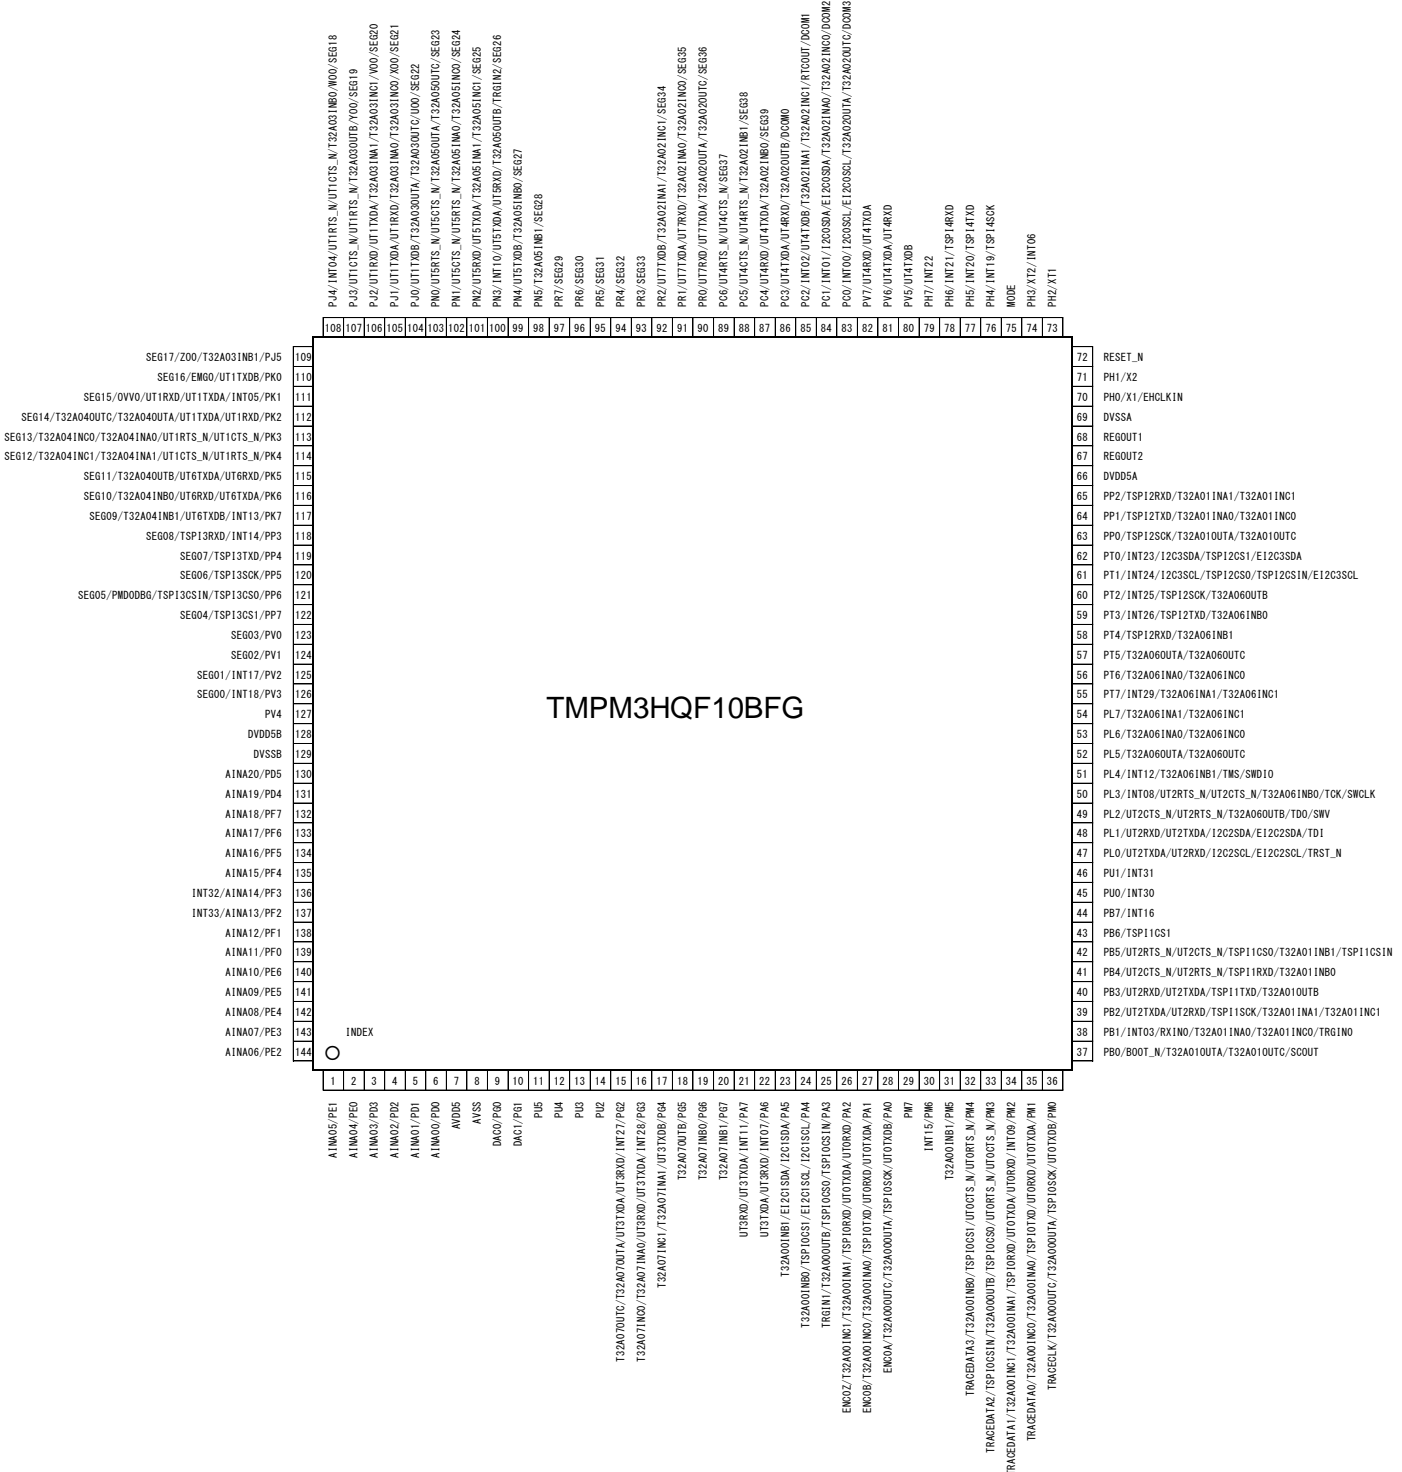 PJ4/INT04/UT1RTS_N/UT1CTS_N/T32A03INB0/WO0/SEG18
PJ3/UT1CTS_N/UT1RTS_N/T32A03OUTB/YO0/SEG19
PJ2/UT1RXD/UT1TXDA/T32A03INA1/T32A03INC1/VO0/SEG20
PJ1/UT1TXDA/UT1RXD/T32A03INA0/T32A03INC0/XO0/SEG21
PJ0/UT1TXDB/T32A03OUTA/T32A03OUTC/UO0/SEG22
PN0/UT5RTS_N/UT5CTS_N/T32A05OUTA/T32A05OUTC/SEG23
PN1/UT5CTS_N/UT5RTS_N/T32A05INA0/T32A05INC0/SEG24
PN2/UT5RXD/UT5TXDA/T32A05INA1/T32A05INC1/SEG25
PN3/INT10/UT5TXDA/UT5RXD/T32A05OUTB/TRGIN2/SEG26
PN4/UT5TXDB/T32A05INB0/SEG27
PN5/T32A05INB1/SEG28
PR7/SEG29
PR6/SEG30
PR5/SEG31
PR4/SEG32
PR3/SEG33
PR2/UT7TXDB/T32A02INA1/T32A02INC1/SEG34
PR1/UT7TXDA/UT7RXD/T32A02INA0/T32A02INC0/SEG35
PR0/UT7RXD/UT7TXDA/T32A02OUTA/T32A02OUTC/SEG36
PC6/UT4RTS_N/UT4CTS_N/SEG37
PC5/UT4CTS_N/UT4RTS_N/T32A02INB1/SEG38
PC4/UT4RXD/UT4TXDA/T32A02INB0/SEG39
PC3/UT4TXDA/UT4RXD/T32A02OUTB/DCOM0
PC2/INT02/UT4TXDB/T32A02INA1/T32A02INC1/RTCOUT/DCOM1
PC1/INT01/I2C0SDA/EI2C0SDA/T32A02INA0/T32A02INC0/DCOM2
PC0/INT00/I2C0SCL/EI2C0SCL/T32A02OUTA/T32A02OUTC/DCOM3
PV7/UT4RXD/UT4TXDA
PV6/UT4TXDA/UT4RXD
PV5/UT4TXDB
PH7/INT22
PH6/INT21/TSPI4RXD
PH5/INT20/TSPI4TXD
PH4/INT19/TSPI4SCK
MODE
PH3/XT2/INT06
PH2/XT1
108 107 106 105 104 103 102 101 100 99 98 97 96 95 94 93 92 91 90 89 88 87 86 85 84 83 82 81 80 79 78 77 76 75 74 73
SEG17/ZO0/T32A03INB1/PJ5 109
SEG16/EMG0/UT1TXDB/PK0 110
SEG15/OVV0/UT1RXD/UT1TXDA/INT05/PK1 111
SEG14/T32A04OUTC/T32A04OUTA/UT1TXDA/UT1RXD/PK2 112
SEG13/T32A04INC0/T32A04INA0/UT1RTS_N/UT1CTS_N/PK3 113
SEG12/T32A04INC1/T32A04INA1/UT1CTS_N/UT1RTS_N/PK4 114
SEG11/T32A04OUTB/UT6TXDA/UT6RXD/PK5 115
SEG10/T32A04INB0/UT6RXD/UT6TXDA/PK6 116
SEG09/T32A04INB1/UT6TXDB/INT13/PK7 117
SEG08/TSPI3RXD/INT14/PP3 118
SEG07/TSPI3TXD/PP4 119
SEG06/TSPI3SCK/PP5 120
SEG05/PMD0DBG/TSPI3CSIN/TSPI3CS0/PP6 121
SEG04/TSPI3CS1/PP7 122
SEG03/PV0 123
SEG02/PV1 124
SEG01/INT17/PV2 125
SEG00/INT18/PV3 126
PV4 127
DVDD5B 128
DVSSB 129
AINA20/PD5 130
AINA19/PD4 131
AINA18/PF7 132
AINA17/PF6 133
AINA16/PF5 134
AINA15/PF4 135
INT32/AINA14/PF3 136
INT33/AINA13/PF2 137
AINA12/PF1 138
AINA11/PF0 139
AINA10/PE6 140
AINA09/PE5 141
AINA08/PE4 142
AINA07/PE3 143
AINA06/PE2 144
TMPM3HQF10BFG
INDEX
72 RESET_N
71 PH1/X2
70 PH0/X1/EHCLKIN
69 DVSSA
68 REGOUT1
67 REGOUT2
66 DVDD5A
65 PP2/TSPI2RXD/T32A01INA1/T32A01INC1
64 PP1/TSPI2TXD/T32A01INA0/T32A01INC0
63 PP0/TSPI2SCK/T32A01OUTA/T32A01OUTC
62 PT0/INT23/I2C3SDA/TSPI2CS1/EI2C3SDA
61 PT1/INT24/I2C3SCL/TSPI2CS0/TSPI2CSIN/EI2C3SCL
60 PT2/INT25/TSPI2SCK/T32A06OUTB
59 PT3/INT26/TSPI2TXD/T32A06INB0
58 PT4/TSPI2RXD/T32A06INB1
57 PT5/T32A06OUTA/T32A06OUTC
56 PT6/T32A06INA0/T32A06INC0
55 PT7/INT29/T32A06INA1/T32A06INC1
54 PL7/T32A06INA1/T32A06INC1
53 PL6/T32A06INA0/T32A06INC0
52 PL5/T32A06OUTA/T32A06OUTC
51 PL4/INT12/T32A06INB1/TMS/SWDIO
50 PL3/INT08/UT2RTS_N/UT2CTS_N/T32A06INB0/TCK/SWCLK
49 PL2/UT2CTS_N/UT2RTS_N/T32A06OUTB/TDO/SWV
48 PL1/UT2RXD/UT2TXDA/I2C2SDA/EI2C2SDA/TDI
47 PL0/UT2TXDA/UT2RXD/I2C2SCL/EI2C2SCL/TRST_N
46 PU1/INT31
45 PU0/INT30
44 PB7/INT16
43 PB6/TSPI1CS1
42 PB5/UT2RTS_N/UT2CTS_N/TSPI1CS0/T32A01INB1/TSPI1CSIN
41 PB4/UT2CTS_N/UT2RTS_N/TSPI1RXD/T32A01INB0
40 PB3/UT2RXD/UT2TXDA/TSPI1TXD/T32A01OUTB
39 PB2/UT2TXDA/UT2RXD/TSPI1SCK/T32A01INA1/T32A01INC1
38 PB1/INT03/RXIN0/T32A01INA0/T32A01INC0/TRGIN0
37 PB0/BOOT_N/T32A01OUTA/T32A01OUTC/SCOUT
1 2 3 4 5 6 7 8 9 10 11 12 13 14 15 16 17 18 19 20 21 22 23 24 25 26 27 28 29 30 31 32 33 34 35 36
AINA05/PE1
AINA04/PE0
AINA03/PD3
AINA02/PD2
AINA01/PD1
AINA00/PD0
AVDD5
AVSS
DAC0/PG0
DAC1/PG1
PU5
PU4
PU3
PU2
T32A07OUTC/T32A07OUTA/UT3TXDA/UT3RXD/INT27/PG2
T32A07INC0/T32A07INA0/UT3RXD/UT3TXDA/INT28/PG3
T32A07INC1/T32A07INA1/UT3TXDB/PG4
T32A07OUTB/PG5
T32A07INB0/PG6
T32A07INB1/PG7
UT3RXD/UT3TXDA/INT11/PA7
UT3TXDA/UT3RXD/INT07/PA6
T32A00INB1/EI2C1SDA/I2C1SDA/PA5
T32A00INB0/TSPI0CS1/EI2C1SCL/I2C1SCL/PA4
TRGIN1/T32A00OUTB/TSPI0CS0/TSPI0CSIN/PA3
ENC0Z/T32A00INC1/T32A00INA1/TSPI0RXD/UT0TXDA/UT0RXD/PA2
ENC0B/T32A00INC0/T32A00INA0/TSPI0TXD/UT0RXD/UT0TXDA/PA1
ENC0A/T32A00OUTC/T32A00OUTA/TSPI0SCK/UT0TXDB/PA0
PM7
INT15/PM6
T32A00INB1/PM5
TRACEDATA3/T32A00INB0/TSPI0CS1/UT0CTS_N/UT0RTS_N/PM4
TRACEDATA2/TSPI0CSIN/T32A00OUTB/TSPI0CS0/UT0RTS_N/UT0CTS_N/PM3
TRACEDATA1/T32A00INC1/T32A00INA1/TSPI0RXD/UT0TXDA/UT0RXD/INT09/PM2
TRACEDATA0/T32A00INC0/T32A00INA0/TSPI0TXD/UT0RXD/UT0TXDA/PM1
TRACECLK/T32A00OUTC/T32A00OUTA/TSPI0SCK/UT0TXDB/PM0